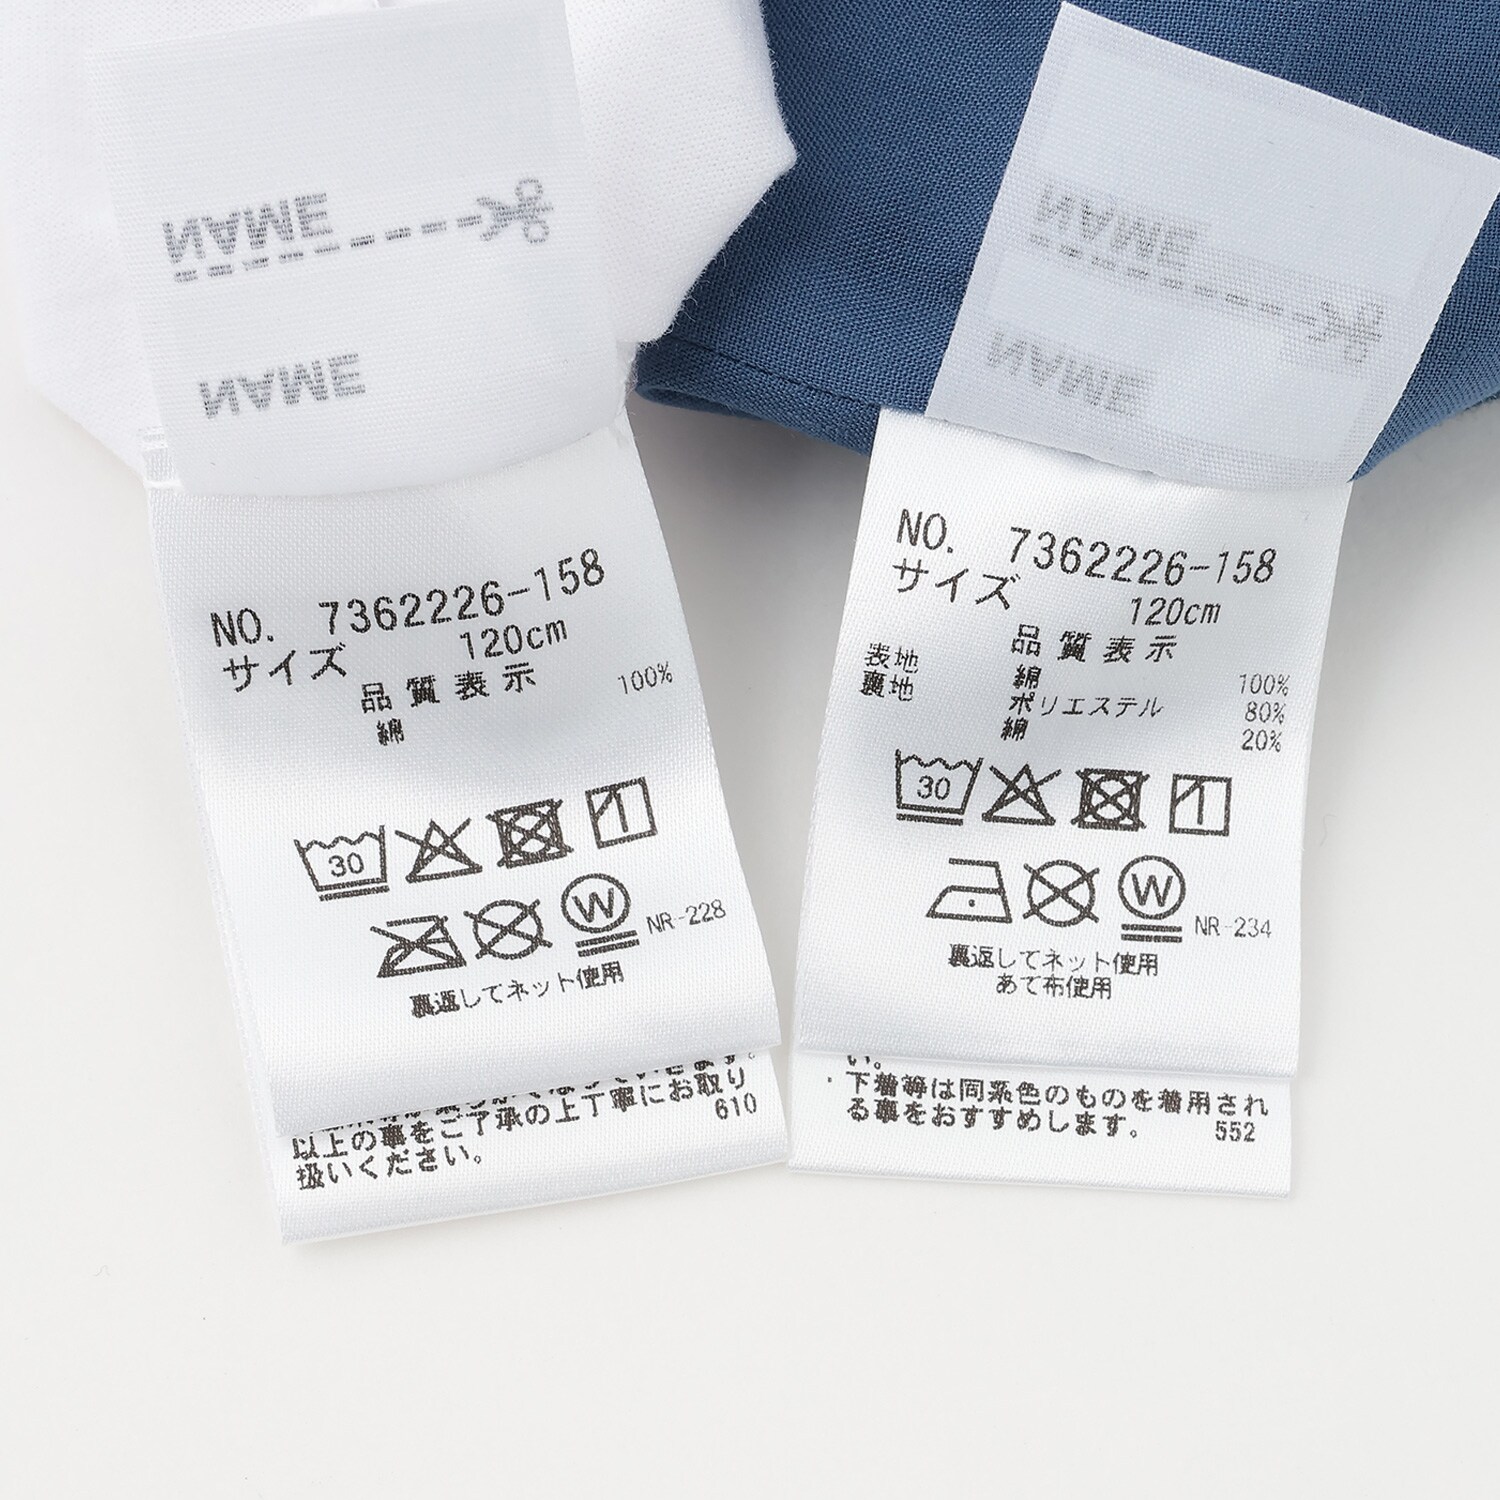 NAME
NAME
NO. 7362226-158
サイズ 120cm
品質表示
綿 100%
30
W NR-228
裏返してネット使用
以上の事をご了承の上丁寧にお取り
扱いください。 610
NAME
NAME
NO. 7362226-158
サイズ 120cm
品質表示
表地 綿 100%
裏地 ポリエステル 80%
綿 20%
30
W NR-234
裏返してネット使用
あて布使用
い。
・下着等は同系色のものを着用され
る事をおすすめします。 552